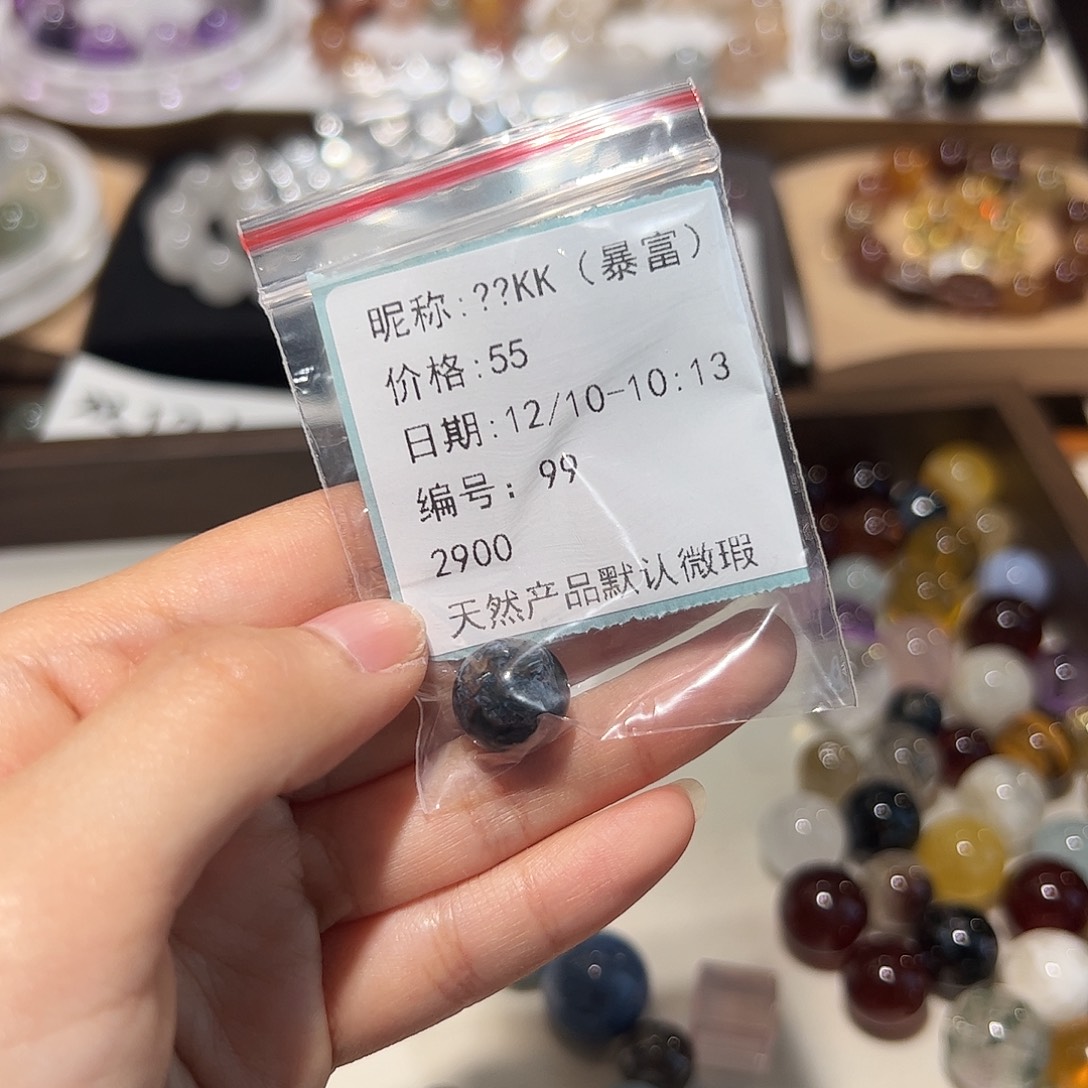 昵称:??KK（暴富）
价格:55
日期:12/10-10:13
编号：99
2900
天然产品默认微瑕